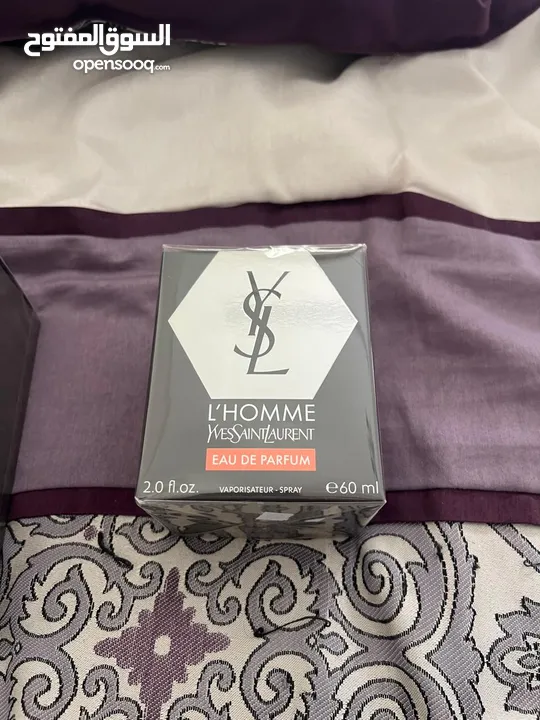 السوق المفتوح
opensooq.com
YSL
L'HOMME
YVESSAINTLAURENT
EAU DE PARFUM
2.0 fl.oz. VAPORISATEUR - SPRAY ℮60 ml